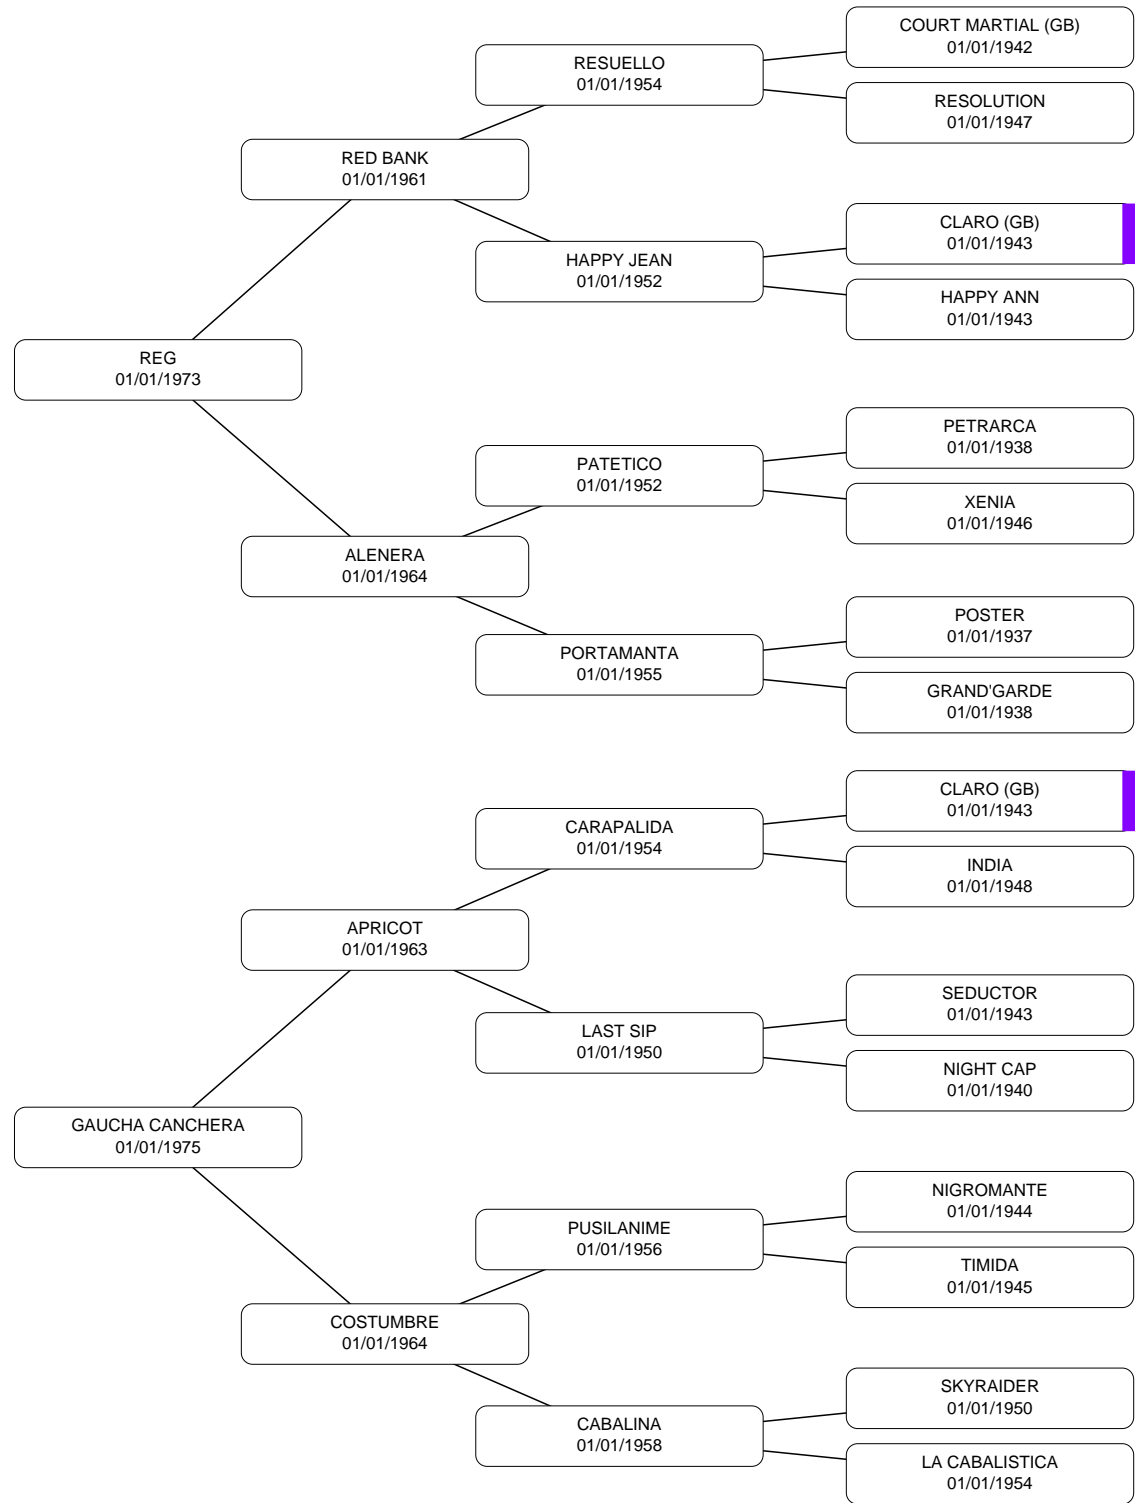 COURT MARTIAL (GB)
01/01/1942
RESUELLO
01/01/1954
RESOLUTION
01/01/1947
RED BANK
01/01/1961
CLARO (GB)
01/01/1943
HAPPY JEAN
01/01/1952
HAPPY ANN
01/01/1943
REG
01/01/1973
PETRARCA
01/01/1938
PATETICO
01/01/1952
XENIA
01/01/1946
ALENERA
01/01/1964
POSTER
01/01/1937
PORTAMANTA
01/01/1955
GRAND'GARDE
01/01/1938
CLARO (GB)
01/01/1943
CARAPALIDA
01/01/1954
INDIA
01/01/1948
APRICOT
01/01/1963
SEDUCTOR
01/01/1943
LAST SIP
01/01/1950
NIGHT CAP
01/01/1940
GAUCHA CANCHERA
01/01/1975
NIGROMANTE
01/01/1944
PUSILANIME
01/01/1956
TIMIDA
01/01/1945
COSTUMBRE
01/01/1964
SKYRAIDER
01/01/1950
CABALINA
01/01/1958
LA CABALISTICA
01/01/1954